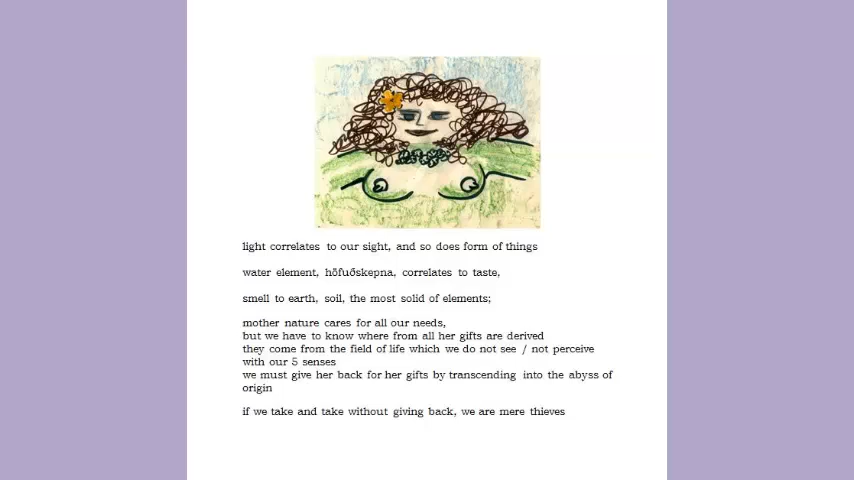 light correlates to our sight, and so does form of things
water element, höfuðskepna, correlates to taste,
smell to earth, soil, the most solid of elements;
mother nature cares for all our needs,
but we have to know where from all her gifts are derived
they come from the field of life which we do not see / not perceive
with our 5 senses
we must give her back for her gifts by transcending into the abyss of
origin
if we take and take without giving back, we are mere thieves